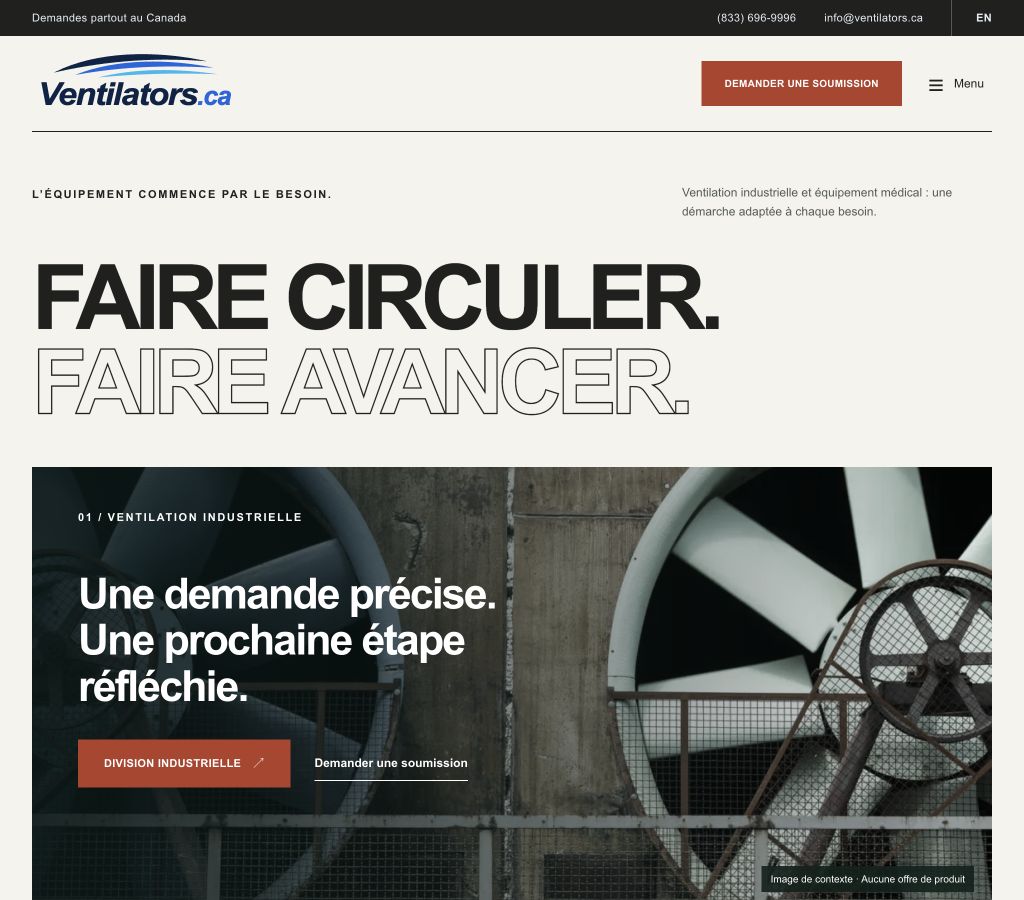 Demandes partout au Canada
(833) 696-9996
info@ventilators.ca
EN
Ventilators.ca
DEMANDER UNE SOUMISSION
Menu
L'ÉQUIPEMENT COMMENCE PAR LE BESOIN.
Ventilation industrielle et équipement médical : une
démarche adaptée à chaque besoin.
FAIRE CIRCULER.
FAIRE AVANCER.
01 / VENTILATION INDUSTRIELLE
Une demande précise.
Une prochaine étape
réfléchie.
DIVISION INDUSTRIELLE
Demander une soumission
Image de contexte · Aucune offre de produit